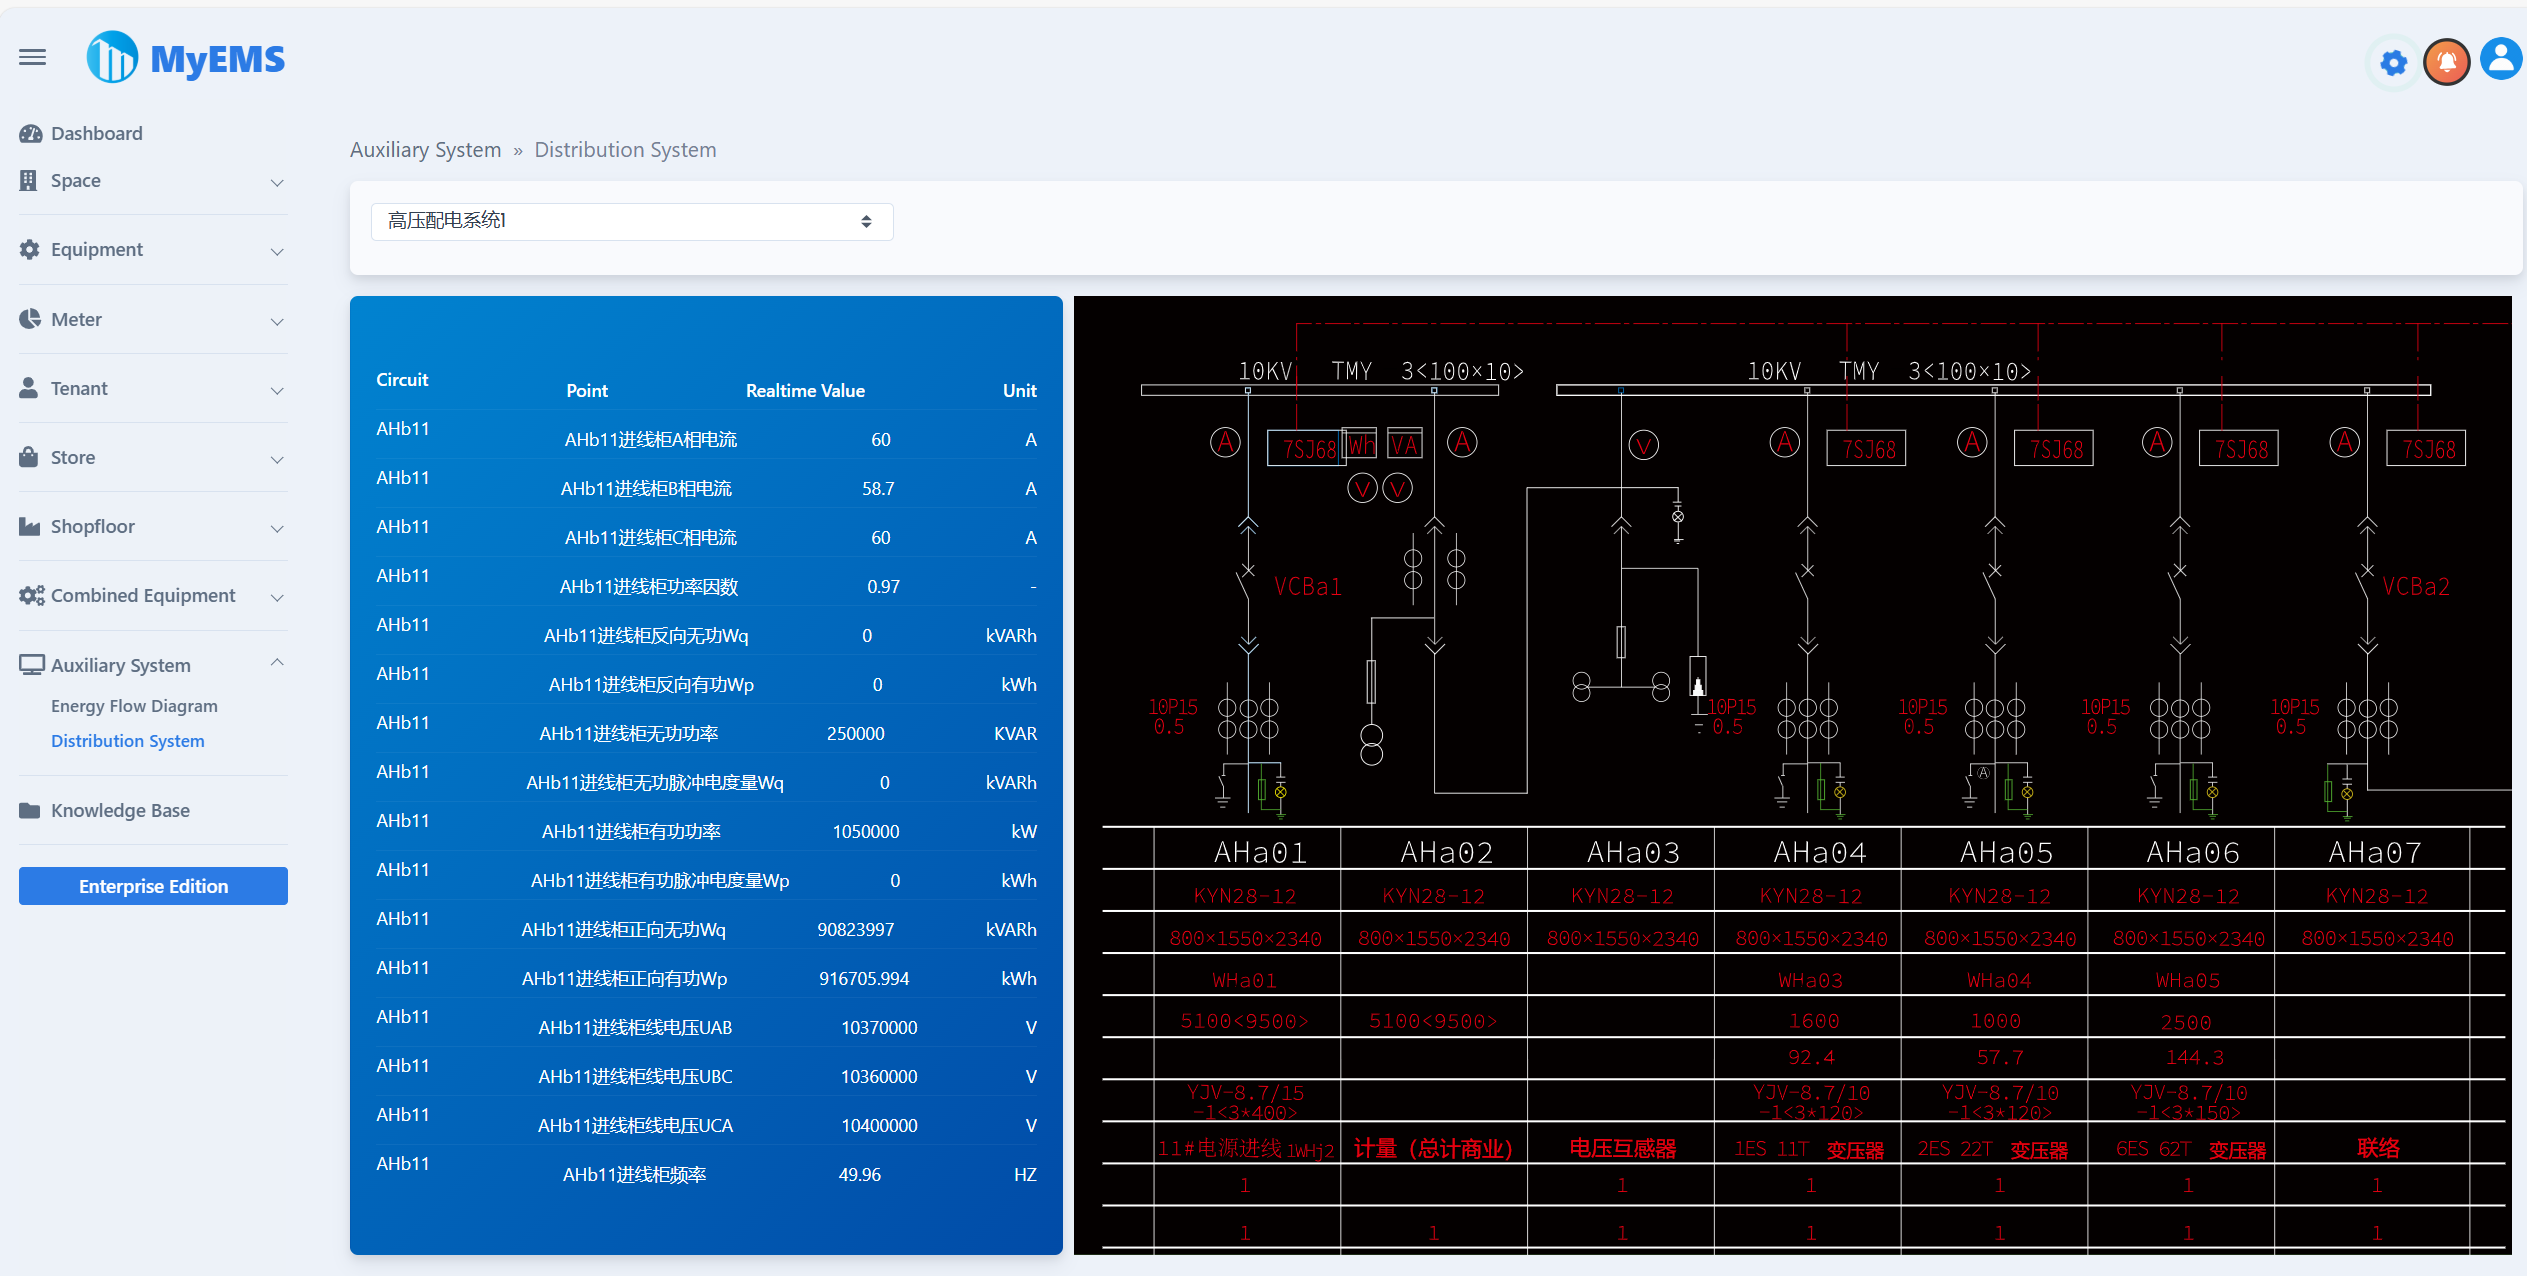 MyEMS
Dashboard
Space
Equipment
Meter
Tenant
Store
Shopfloor
Combined Equipment
Auxiliary System
Energy Flow Diagram
Distribution System
Knowledge Base
Enterprise Edition
Auxiliary System » Distribution System
高压配电系统1
Circuit Point Realtime Value Unit
AHb11 AHb11进线柜A相电流 60 A
AHb11 AHb11进线柜B相电流 58.7 A
AHb11 AHb11进线柜C相电流 60 A
AHb11 AHb11进线柜功率因数 0.97 -
AHb11 AHb11进线柜反向无功Wq 0 kVARh
AHb11 AHb11进线柜反向有功Wp 0 kWh
AHb11 AHb11进线柜无功功率 250000 KVAR
AHb11 AHb11进线柜无功脉冲电度量Wq 0 kVARh
AHb11 AHb11进线柜有功功率 1050000 kW
AHb11 AHb11进线柜有功脉冲电度量Wp 0 kWh
AHb11 AHb11进线柜正向无功Wq 90823997 kVARh
AHb11 AHb11进线柜正向有功Wp 916705.994 kWh
AHb11 AHb11进线柜线电压UAB 10370000 V
AHb11 AHb11进线柜线电压UBC 10360000 V
AHb11 AHb11进线柜线电压UCA 10400000 V
AHb11 AHb11进线柜频率 49.96 HZ
10KV TMY 3<100×10> 10KV TMY 3<100×10>
A 7SJ68 Wh VA A V A 7SJ68 A 7SJ68 A 7SJ68 A 7SJ68
V V
VCBa1 VCBa2
10P15 10P15 10P15 10P15 10P15
0.5 0.5 0.5 0.5 0.5
A
AHa01 AHa02 AHa03 AHa04 AHa05 AHa06 AHa07
KYN28-12 KYN28-12 KYN28-12 KYN28-12 KYN28-12 KYN28-12 KYN28-12
800×1550×2340 800×1550×2340 800×1550×2340 800×1550×2340 800×1550×2340 800×1550×2340 800×1550×2340
WHa01 WHa03 WHa04 WHa05
5100<9500> 5100<9500> 1600 1000 2500
92.4 57.7 144.3
YJV-8.7/15 YJV-8.7/10 YJV-8.7/10 YJV-8.7/10
-1<3*400> -1<3*120> -1<3*120> -1<3*150>
11#电源进线1WHj2 计量（总计商业） 电压互感器 1ES 11T 变压器 2ES 22T 变压器 6ES 62T 变压器 联络
1 1 1 1 1 1
1 1 1 1 1 1 1